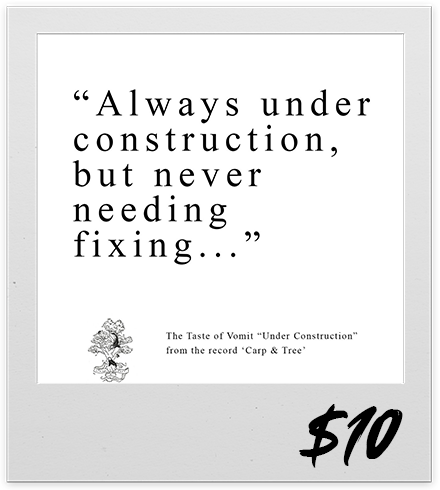 “Always under
construction,
but never
needing
fixing...”
The Taste of Vomit “Under Construction”
from the record ‘Carp & Tree’
$10